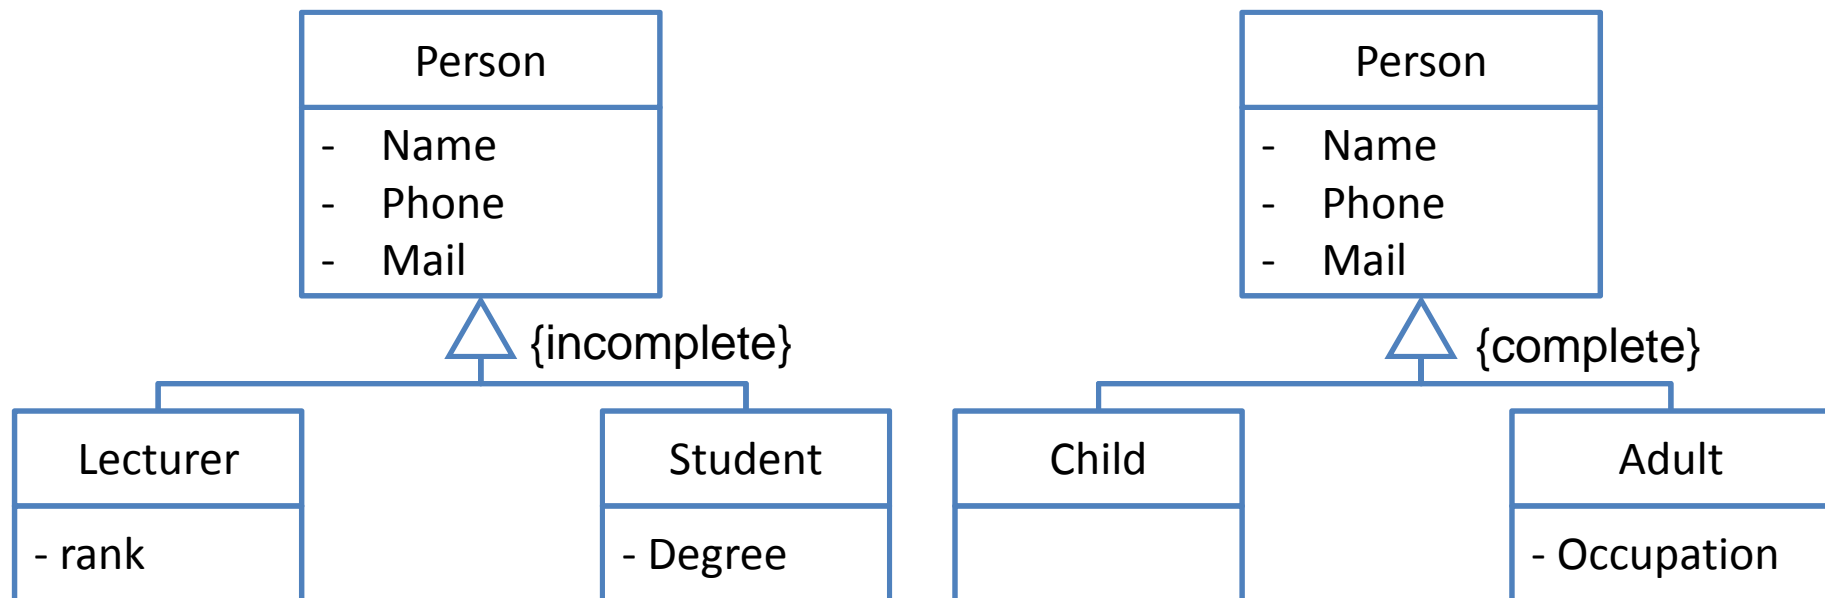 Person
- Name
- Phone
- Mail
{incomplete}
Lecturer
- rank
Student
- Degree
Person
- Name
- Phone
- Mail
{complete}
Child
Adult
- Occupation